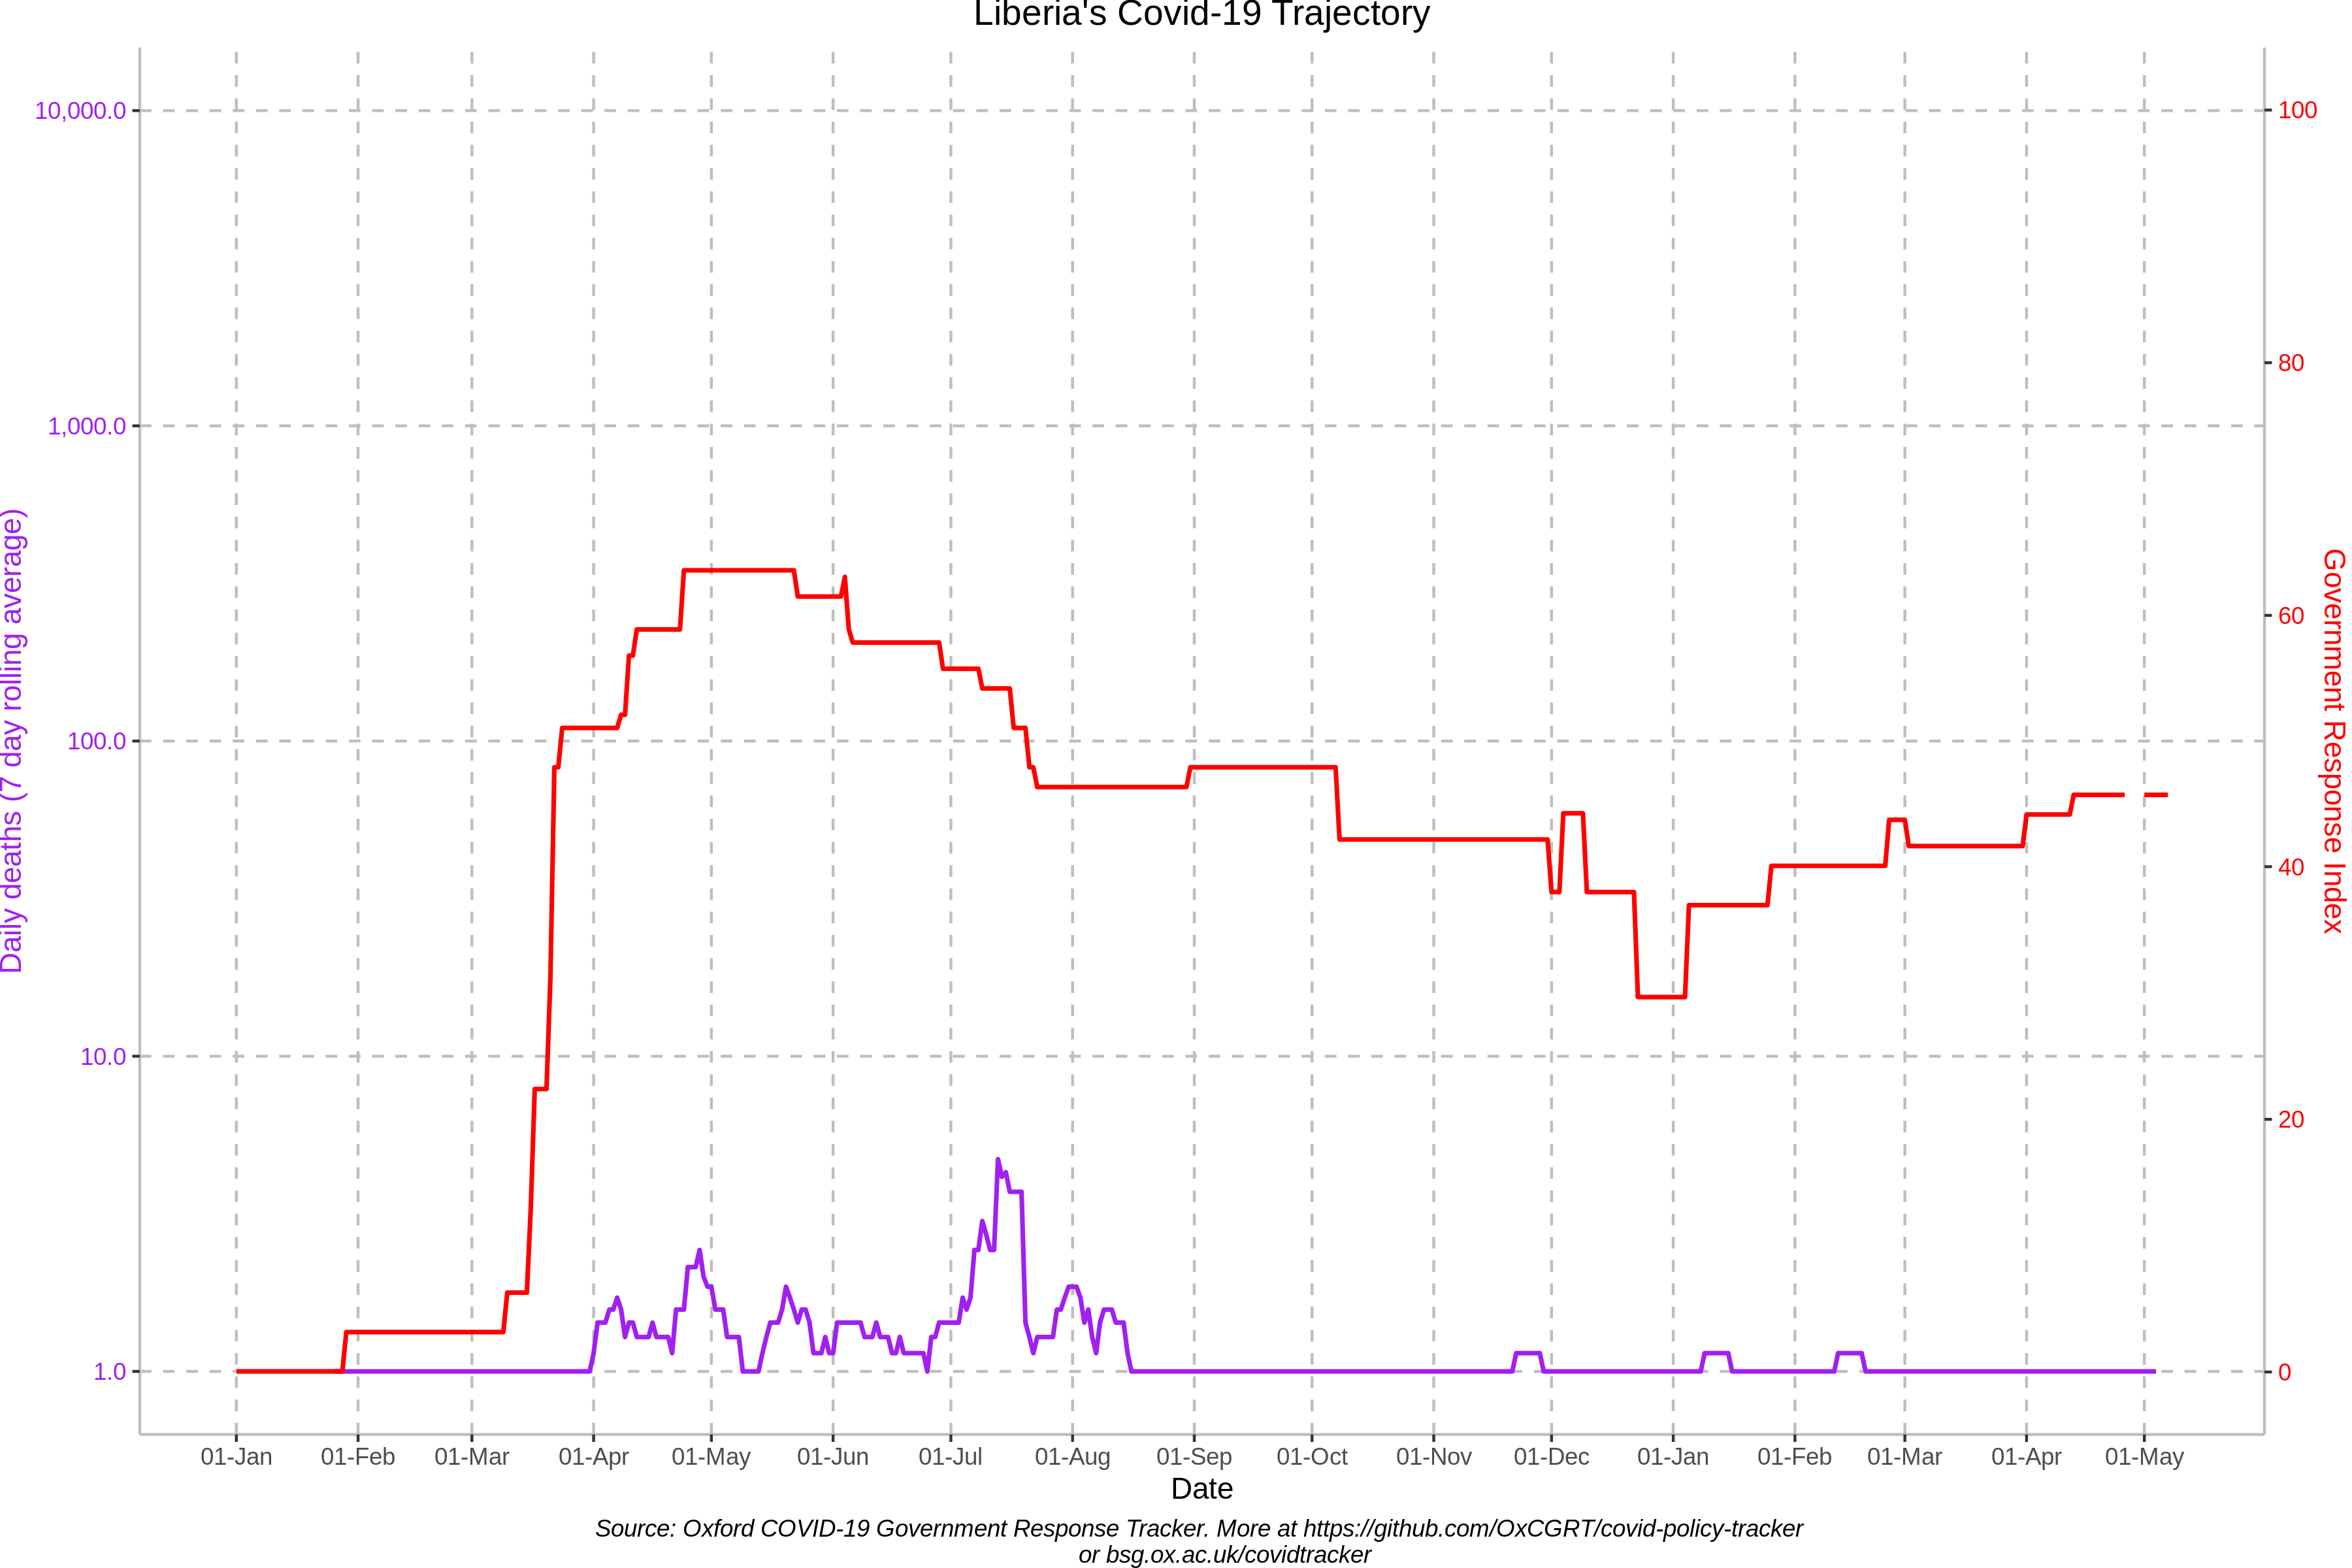 Liberia's Covid-19 Trajectory
10,000.0
1,000.0
100.0
10.0
1.0
Daily deaths (7 day rolling average)
100
80
60
40
20
0
Government Response Index
01-Jan 01-Feb 01-Mar 01-Apr 01-May 01-Jun 01-Jul 01-Aug 01-Sep 01-Oct 01-Nov 01-Dec 01-Jan 01-Feb 01-Mar 01-Apr 01-May
Date
Source: Oxford COVID-19 Government Response Tracker. More at https://github.com/OxCGRT/covid-policy-tracker
or bsg.ox.ac.uk/covidtracker